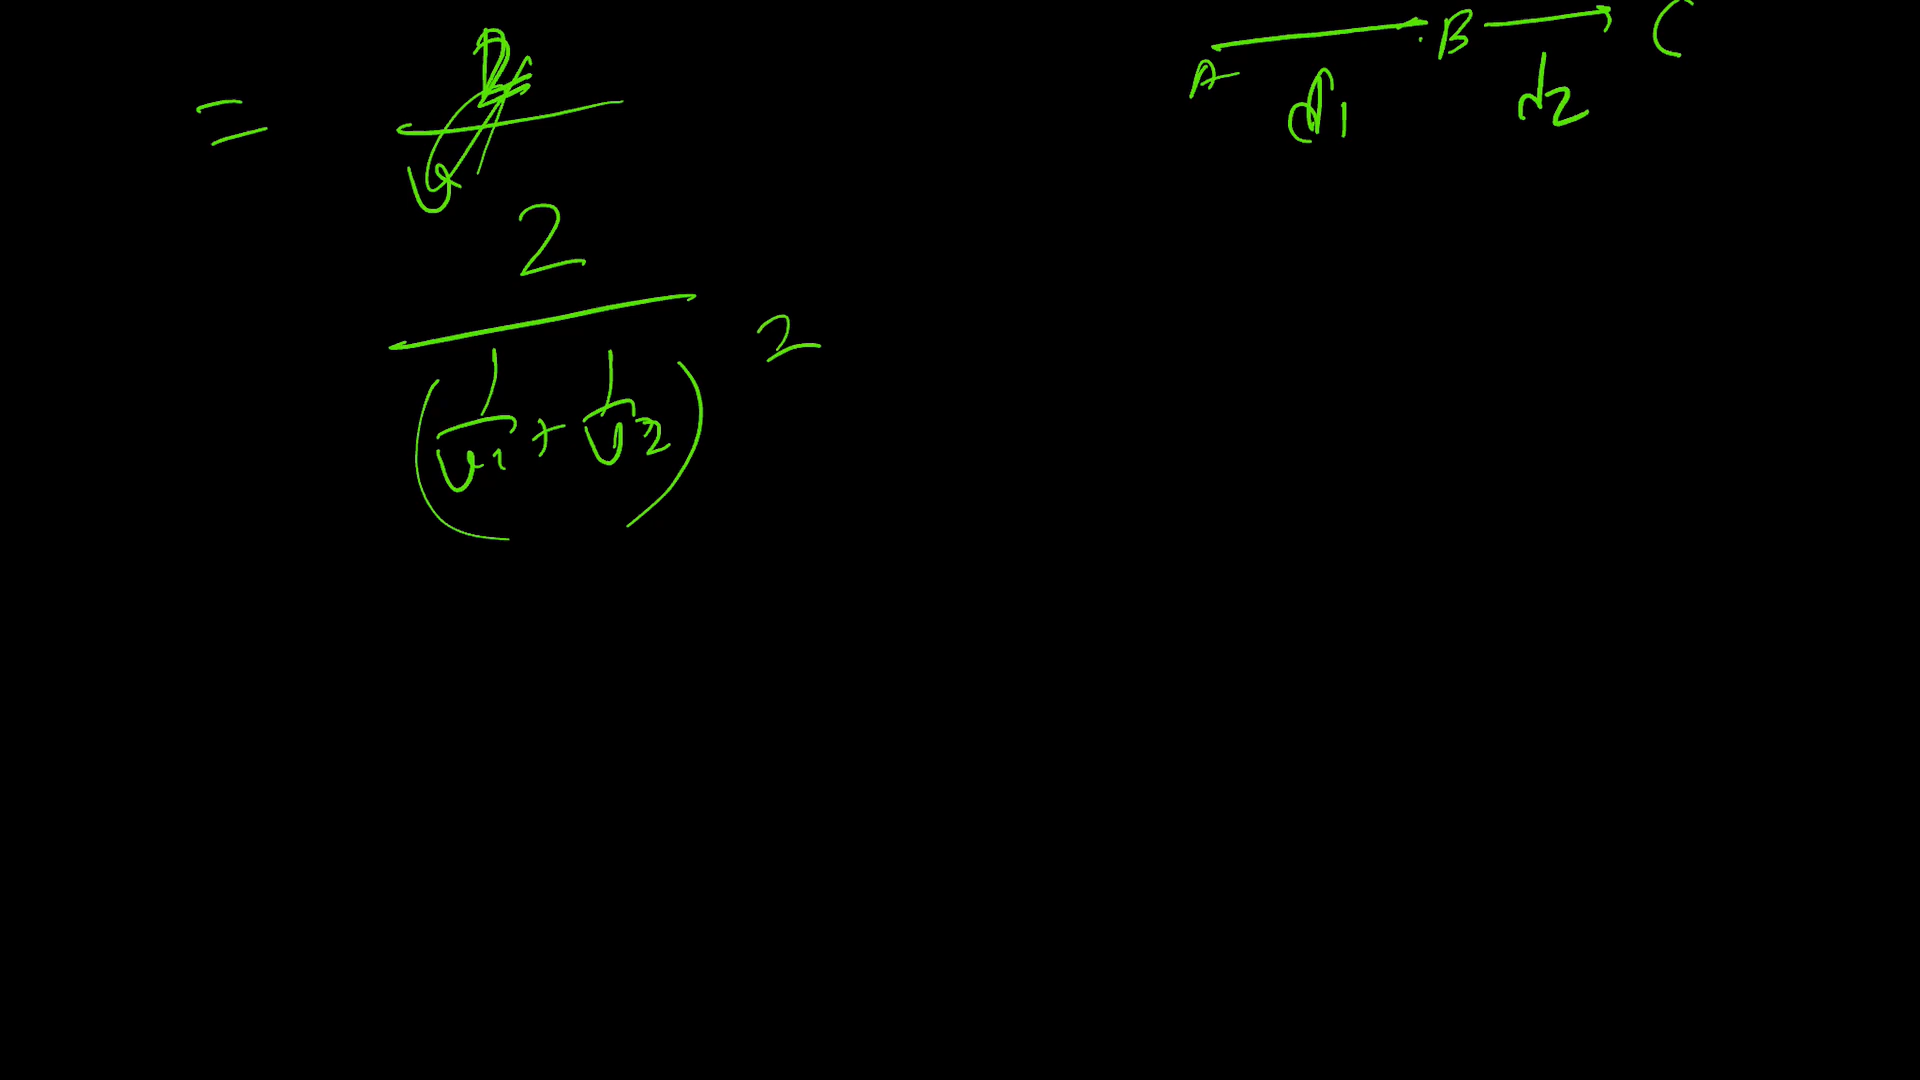 A B C
d1 d2
=
2
1 1 2
(v1 + v2)